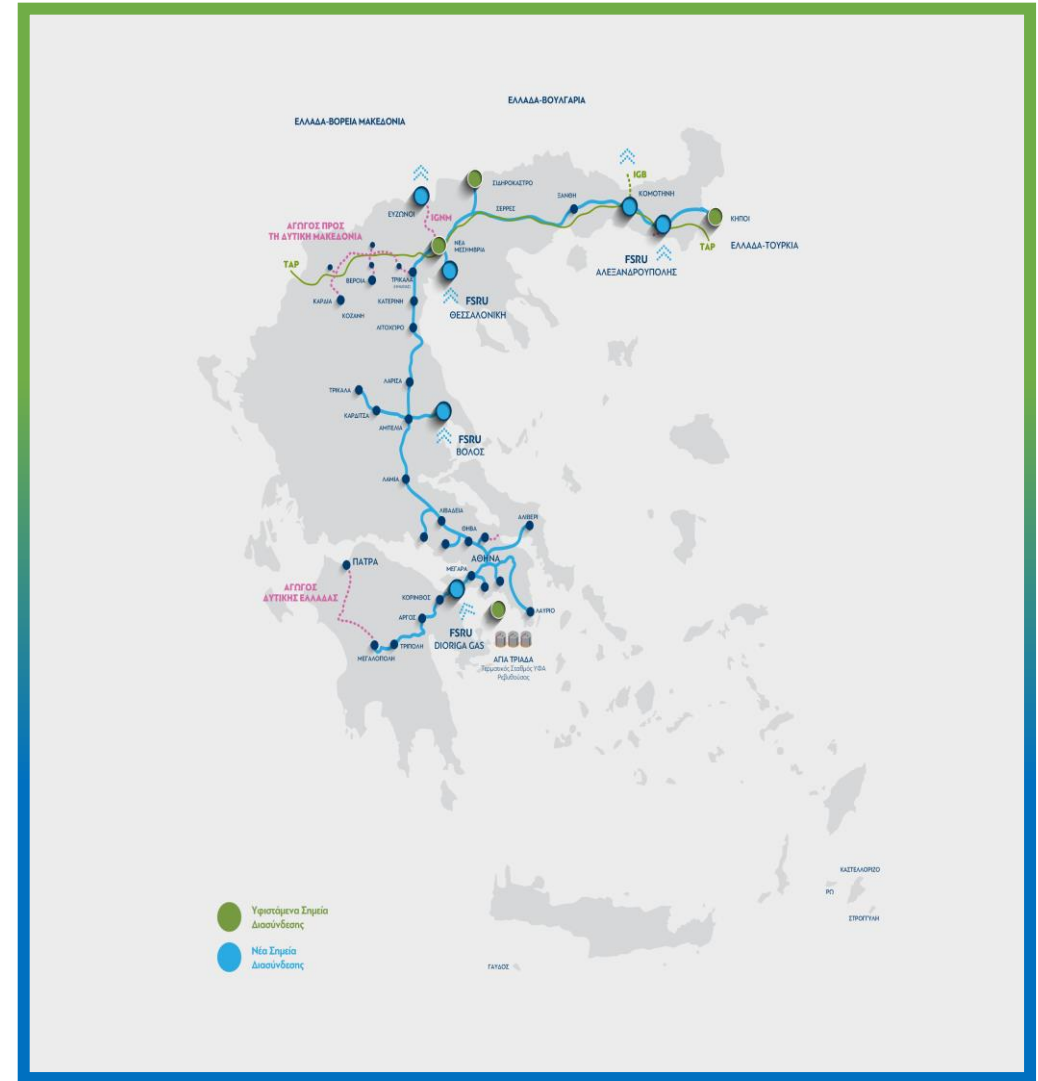 ΕΛΛΑΔΑ-ΒΟΥΛΓΑΡΙΑ
ΕΛΛΑΔΑ-ΒΟΡΕΙΑ ΜΑΚΕΔΟΝΙΑ
IGB
ΣΙΔΗΡΟΚΑΣΤΡΟ
ΚΟΜΟΤΗΝΗ
ΞΑΝΘΗ
ΣΕΡΡΕΣ
ΕΥΖΩΝΟΙ
IGNM
ΚΗΠΟΙ
ΑΓΩΓΟΣ ΠΡΟΣ
ΤΗ ΔΥΤΙΚΗ ΜΑΚΕΔΟΝΙΑ
ΝΕΑ
ΜΕΣΗΜΒΡΙΑ
TAP
ΕΛΛΑΔΑ-ΤΟΥΡΚΙΑ
FSRU
ΑΛΕΞΑΝΔΡΟΥΠΟΛΗΣ
TAP
ΒΕΡΟΙΑ
ΤΡΙΚΑΛΑ
ΚΑΡΔΙΑ
ΚΟΖΑΝΗ
ΚΑΤΕΡΙΝΗ
FSRU
ΘΕΣΣΑΛΟΝΙΚΗ
ΛΙΤΟΧΩΡΟ
ΛΑΡΙΣΑ
ΤΡΙΚΑΛΑ
ΚΑΡΔΙΤΣΑ
ΑΜΠΕΛΙΑ
FSRU
ΒΟΛΟΣ
ΛΑΜΙΑ
ΛΙΒΑΔΕΙΑ
ΑΛΙΒΕΡΙ
ΘΗΒΑ
ΑΘΗΝΑ
ΠΑΤΡΑ
ΜΕΓΑΡΑ
ΑΓΩΓΟΣ
ΔΥΤΙΚΗΣ ΕΛΛΑΔΑΣ
ΚΟΡΙΝΘΟΣ
ΑΡΓΟΣ
ΛΑΥΡΙΟ
FSRU
DIORIGA GAS
ΤΡΙΠΟΛΗ
ΜΕΓΑΛΟΠΟΛΗ
ΑΓΙΑ ΤΡΙΑΔΑ
Τερματικός Σταθμός ΥΦΑ
Ρεβυθούσας
ΚΑΣΤΕΛΛΟΡΙΖΟ
ΡΩ
ΣΤΡΟΓΓΥΛΗ
Υφιστάμενα Σημεία
Διασύνδεσης
Νέα Σημεία
Διασύνδεσης
ΓΑΥΔΟΣ